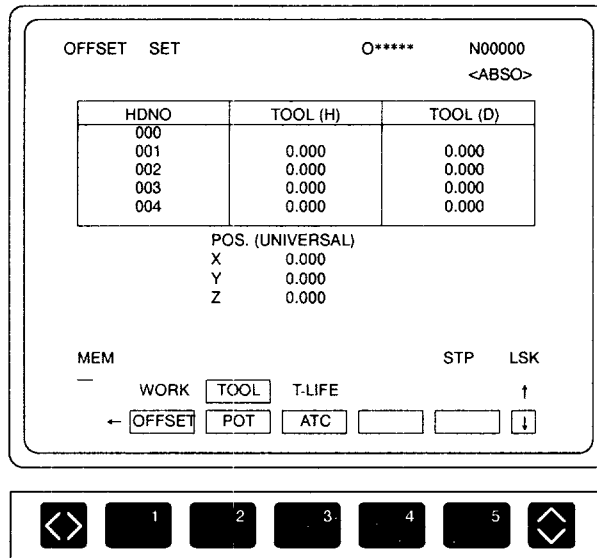 OFFSET SET O***** N00000
<ABSO>
HDNO TOOL (H) TOOL (D)
000
001 0.000 0.000
002 0.000 0.000
003 0.000 0.000
004 0.000 0.000
POS. (UNIVERSAL)
X 0.000
Y 0.000
Z 0.000
MEM STP LSK
WORK TOOL T-LIFE ↑
← OFFSET POT ATC ↓
1 2 3 4 5